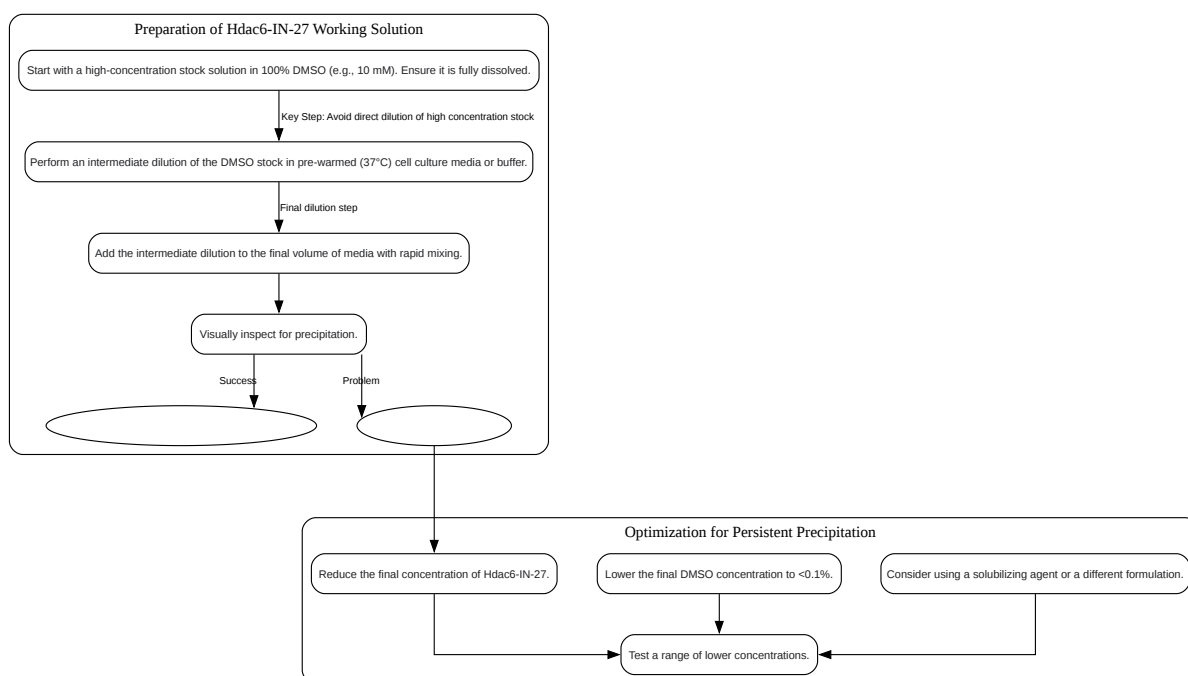 Preparation of Hdac6-IN-27 Working Solution
Start with a high-concentration stock solution in 100% DMSO (e.g., 10 mM). Ensure it is fully dissolved.
Key Step: Avoid direct dilution of high concentration stock
Perform an intermediate dilution of the DMSO stock in pre-warmed (37°C) cell culture media or buffer.
Final dilution step
Add the intermediate dilution to the final volume of media with rapid mixing.
Visually inspect for precipitation.
Success
Problem
Optimization for Persistent Precipitation
Reduce the final concentration of Hdac6-IN-27.
Lower the final DMSO concentration to <0.1%.
Consider using a solubilizing agent or a different formulation.
Test a range of lower concentrations.